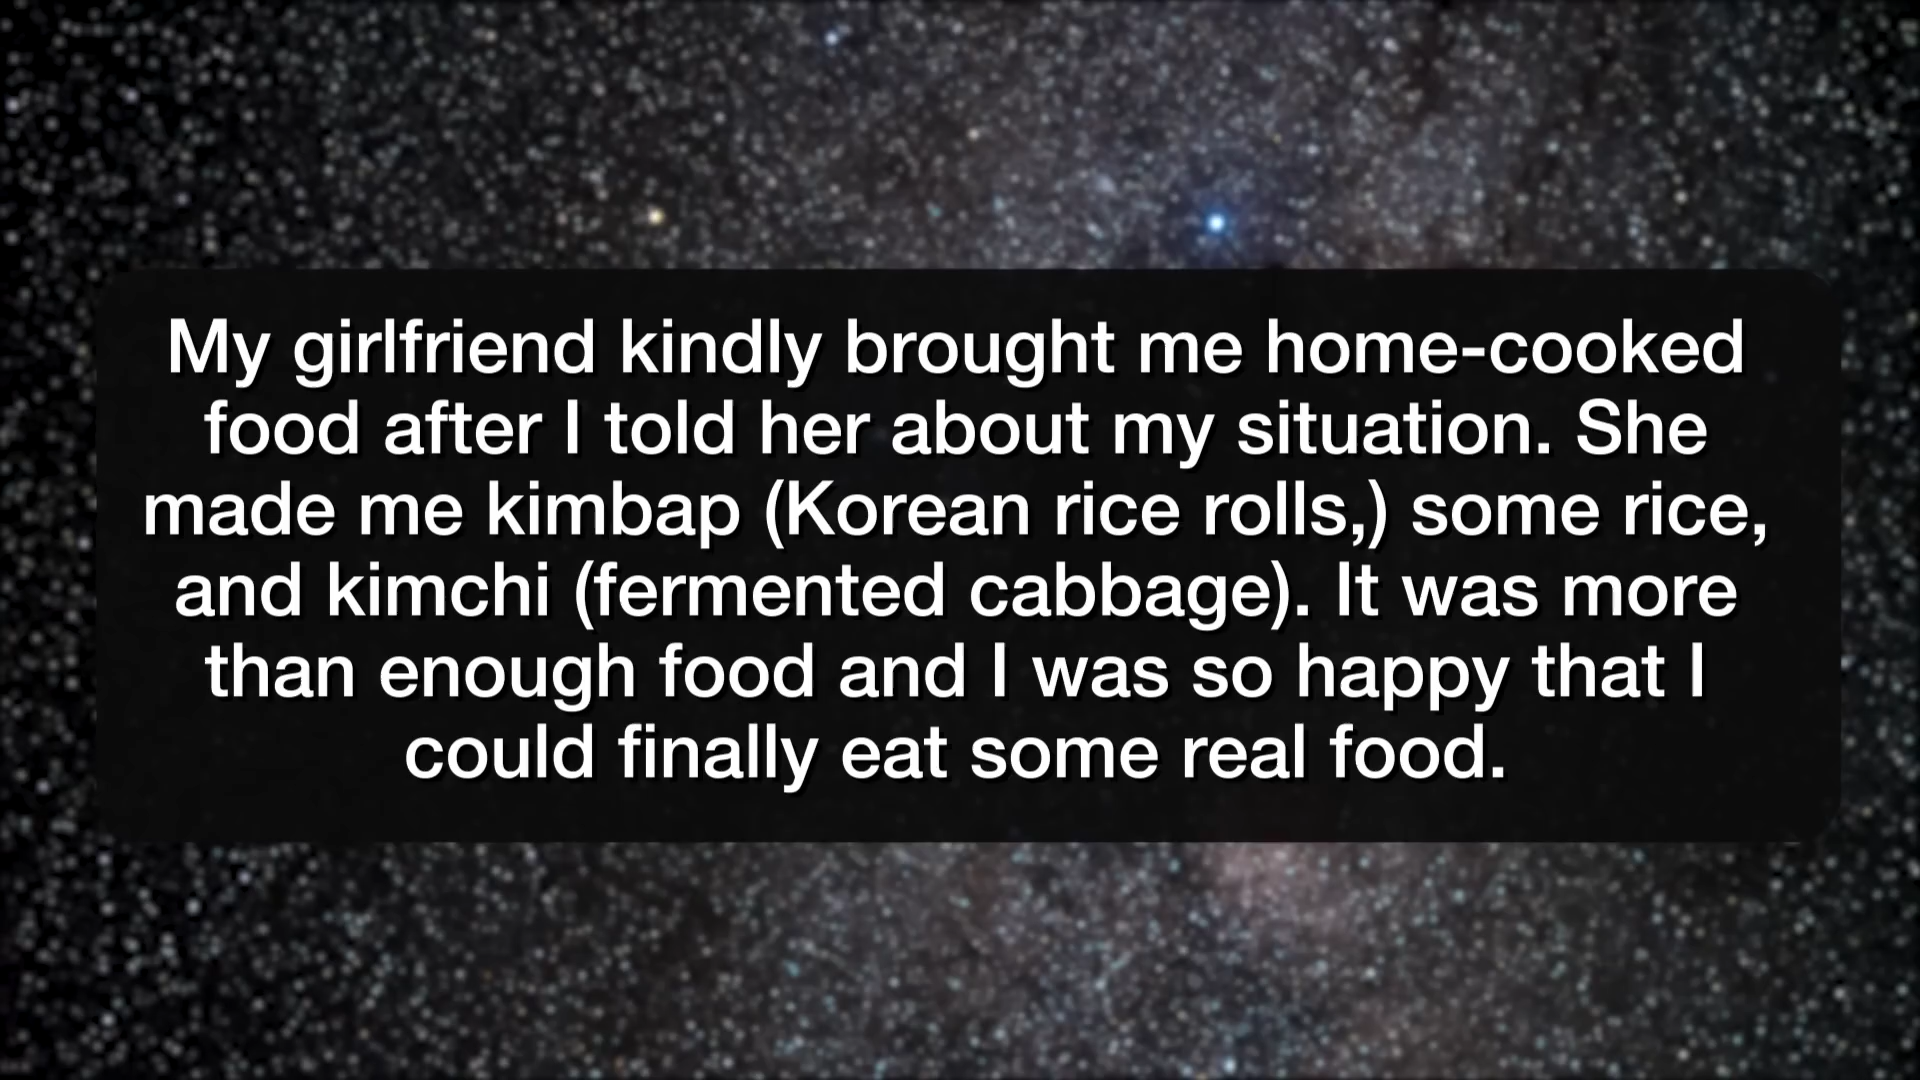 My girlfriend kindly brought me home-cooked
food after I told her about my situation. She
made me kimbap (Korean rice rolls,) some rice,
and kimchi (fermented cabbage). It was more
than enough food and I was so happy that I
could finally eat some real food.